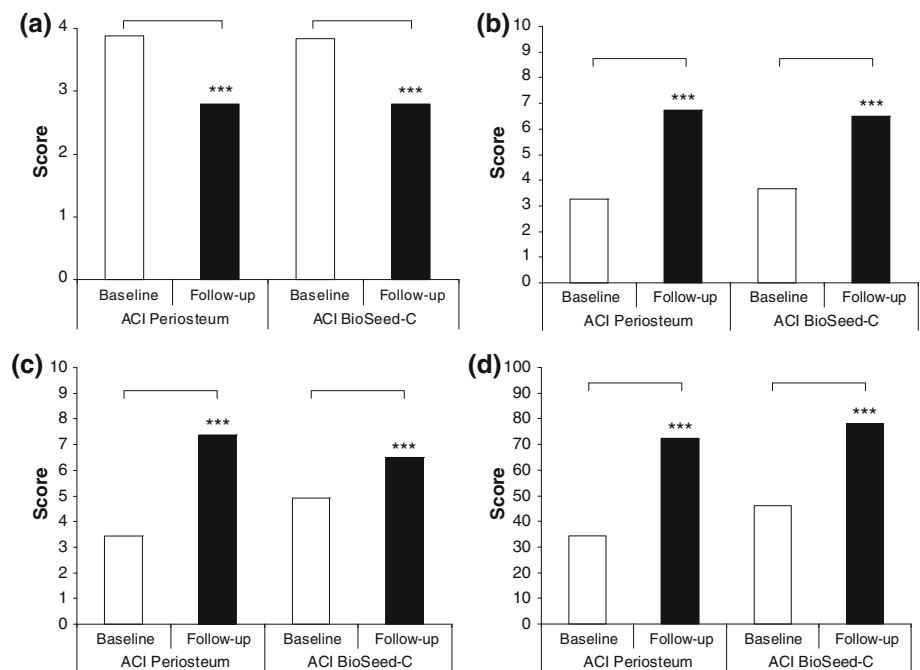 (a)
4
3
2
1
0
Score
***
***
Baseline Follow-up Baseline Follow-up
ACI Periosteum ACI BioSeed-C
(b)
10
9
8
7
6
5
4
3
2
1
0
Score
***
***
Baseline Follow-up Baseline Follow-up
ACI Periosteum ACI BioSeed-C
(c)
10
9
8
7
6
5
4
3
2
1
0
Score
***
***
Baseline Follow-up Baseline Follow-up
ACI Periosteum ACI BioSeed-C
(d)
100
90
80
70
60
50
40
30
20
10
0
Score
***
***
Baseline Follow-up Baseline Follow-up
ACI Periosteum ACI BioSeed-C